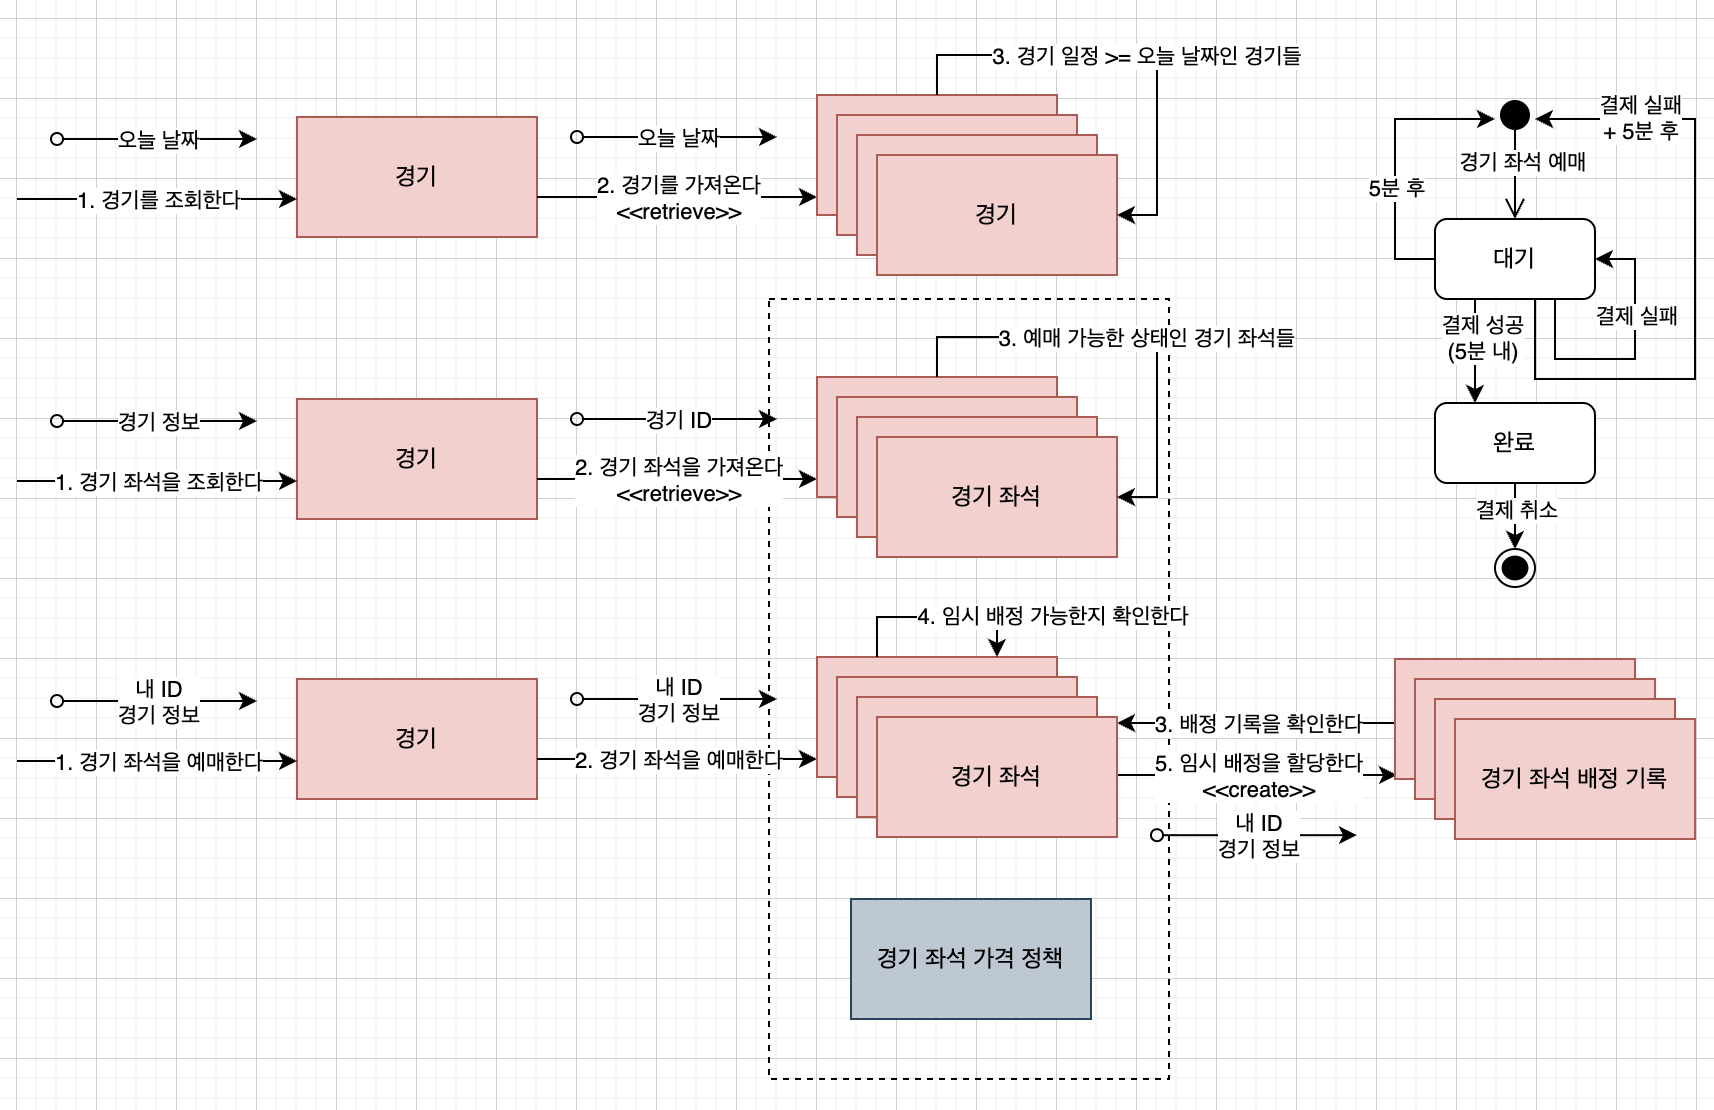 3. 경기 일정 >= 오늘 날짜인 경기들
오늘 날짜
1. 경기를 조회한다
경기
오늘 날짜
2. 경기를 가져온다
<<retrieve>>
경기
3. 예매 가능한 상태인 경기 좌석들
경기 정보
1. 경기 좌석을 조회한다
경기
경기 ID
2. 경기 좌석을 가져온다
<<retrieve>>
경기 좌석
4. 임시 배정 가능한지 확인한다
내 ID
경기 정보
1. 경기 좌석을 예매한다
경기
내 ID
경기 정보
2. 경기 좌석을 예매한다
경기 좌석
3. 배정 기록을 확인한다
5. 임시 배정을 할당한다
<<create>>
내 ID
경기 정보
경기 좌석 배정 기록
경기 좌석 가격 정책
결제 실패
+ 5분 후
경기 좌석 예매
5분 후
대기
결제 성공
(5분 내)
결제 실패
완료
결제 취소